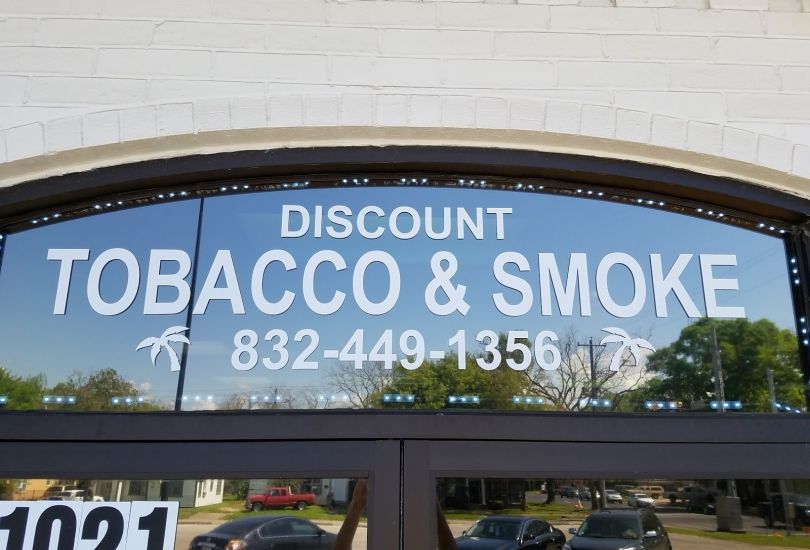 DISCOUNT
TOBACCO & SMOKE
832-449-1356
1021